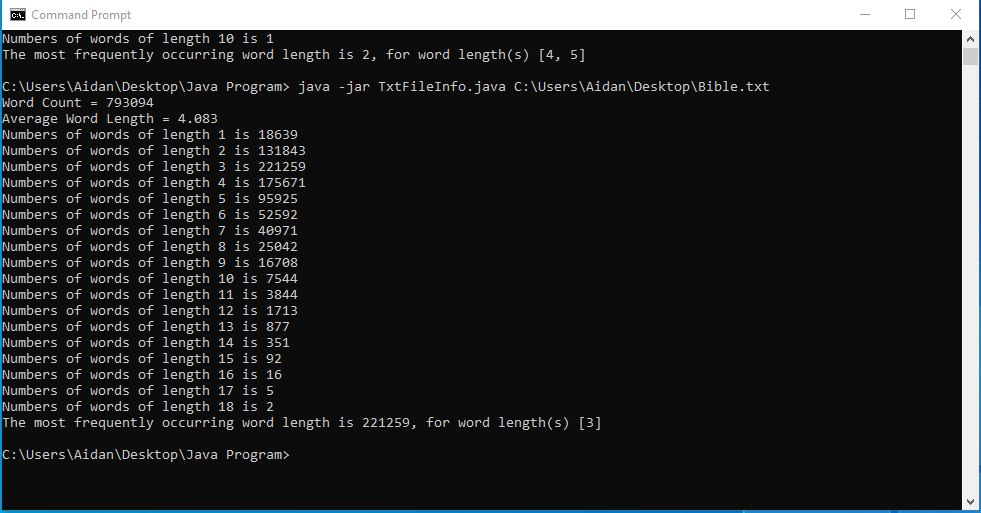 Command Prompt
Numbers of words of length 10 is 1
The most frequently occurring word length is 2, for word length(s) [4, 5]
C:\Users\Aidan\Desktop\Java Program> java -jar TxtFileInfo.java C:\Users\Aidan\Desktop\Bible.txt
Word Count = 793094
Average Word Length = 4.083
Numbers of words of length 1 is 18639
Numbers of words of length 2 is 131843
Numbers of words of length 3 is 221259
Numbers of words of length 4 is 175671
Numbers of words of length 5 is 95925
Numbers of words of length 6 is 52592
Numbers of words of length 7 is 40971
Numbers of words of length 8 is 25042
Numbers of words of length 9 is 16708
Numbers of words of length 10 is 7544
Numbers of words of length 11 is 3844
Numbers of words of length 12 is 1713
Numbers of words of length 13 is 877
Numbers of words of length 14 is 351
Numbers of words of length 15 is 92
Numbers of words of length 16 is 16
Numbers of words of length 17 is 5
Numbers of words of length 18 is 2
The most frequently occurring word length is 221259, for word length(s) [3]
C:\Users\Aidan\Desktop\Java Program>